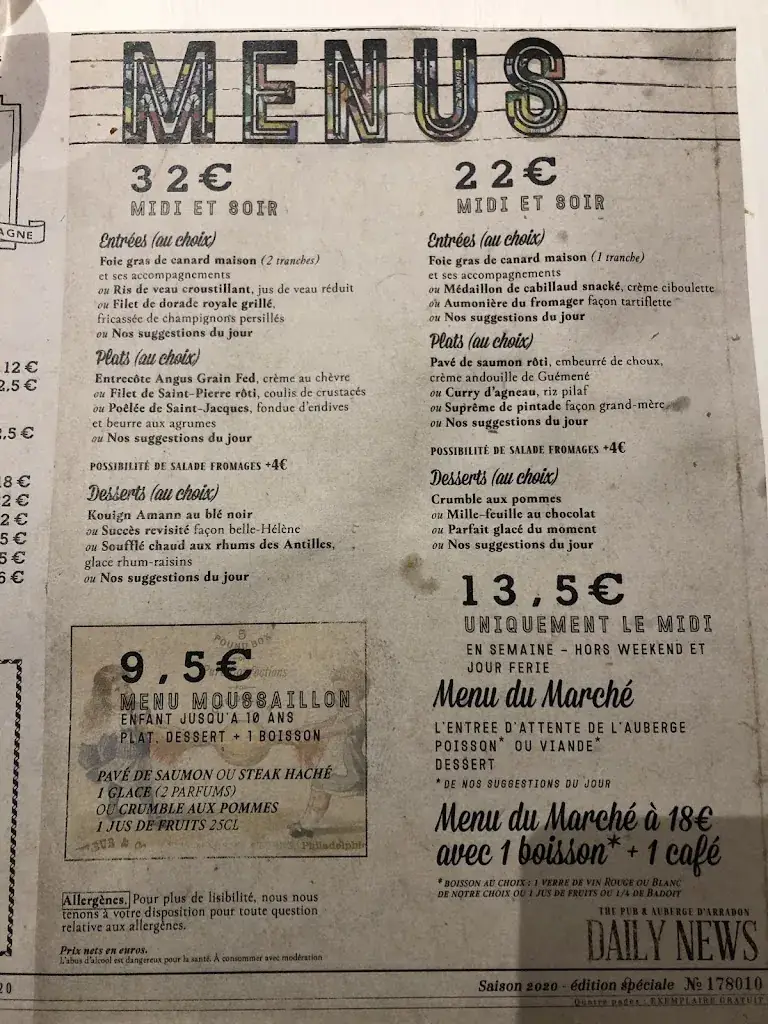 MENUS
32€
MIDI ET SOIR
Entrées (au choix)
Foie gras de canard maison (2 tranches)
et ses accompagnements
ou Ris de veau croustillant, jus de veau réduit
ou Filet de dorade royale grillé,
fricassée de champignons persillés
ou Nos suggestions du jour
Plats (au choix)
Entrecôte Angus Grain Fed, crème au chèvre
ou Filet de Saint-Pierre rôti, coulis de crustacés
ou Poêlée de Saint-Jacques, fondue d'endives
et beurre aux agrumes
ou Nos suggestions du jour
POSSIBILITÉ DE SALADE FROMAGES +4€
Desserts (au choix)
Kouign Amann au blé noir
ou Succès revisité façon belle-Hélène
ou Soufflé chaud aux rhums des Antilles,
glace rhum-raisins
ou Nos suggestions du jour
9,5€
MENU MOUSSAILLON
ENFANT JUSQU'A 10 ANS
PLAT, DESSERT + 1 BOISSON
PAVÉ DE SAUMON OU STEAK HACHÉ
1 GLACE (2 PARFUMS)
OU CRUMBLE AUX POMMES
1 JUS DE FRUITS 25CL
Philadelphi
Allergènes. Pour plus de lisibilité, nous nous
tenons à votre disposition pour toute question
relative aux allergènes.
Prix nets en euros.
L'abus d'alcool est dangereux pour la santé. À consommer avec modération
22€
MIDI ET SOIR
Entrées (au choix)
Foie gras de canard maison (1 tranche)
et ses accompagnements
ou Médaillon de cabillaud snacké, crème ciboulette
ou Aumonière du fromager façon tartiflette
ou Nos suggestions du jour
Plats (au choix)
Pavé de saumon rôti, embeurré de choux,
crème andouille de Guémené
ou Curry d'agneau, riz pilaf
ou Suprême de pintade façon grand-mère
ou Nos suggestions du jour
POSSIBILITÉ DE SALADE FROMAGES +4€
Desserts (au choix)
Crumble aux pommes
ou Mille-feuille au chocolat
ou Parfait glacé du moment
ou Nos suggestions du jour
13,5€
UNIQUEMENT LE MIDI
EN SEMAINE - HORS WEEKEND ET
JOUR FERIE
Menu du Marché
L'ENTREE D'ATTENTE DE L'AUBERGE
POISSON* OU VIANDE*
DESSERT
*DE NOS SUGGESTIONS DU JOUR
Menu du Marché à 18€
avec 1 boisson* + 1 café
*BOISSON AU CHOIX : 1 VERRE DE VIN ROUGE OU BLANC
DE NOTRE CHOIX OU 1 JUS DE FRUITS OU 1/4 DE BADOIT
THE PUB & AUBERGE D'ARRADON
DAILY NEWS
Saison 2020 - édition spéciale N° 178010
Quatre pages : EXEMPLAIRE GRATUIT
AGNE
12 €
2,5 €
,5 €
8 €
2 €
2 €
5 €
5 €
6 €
20